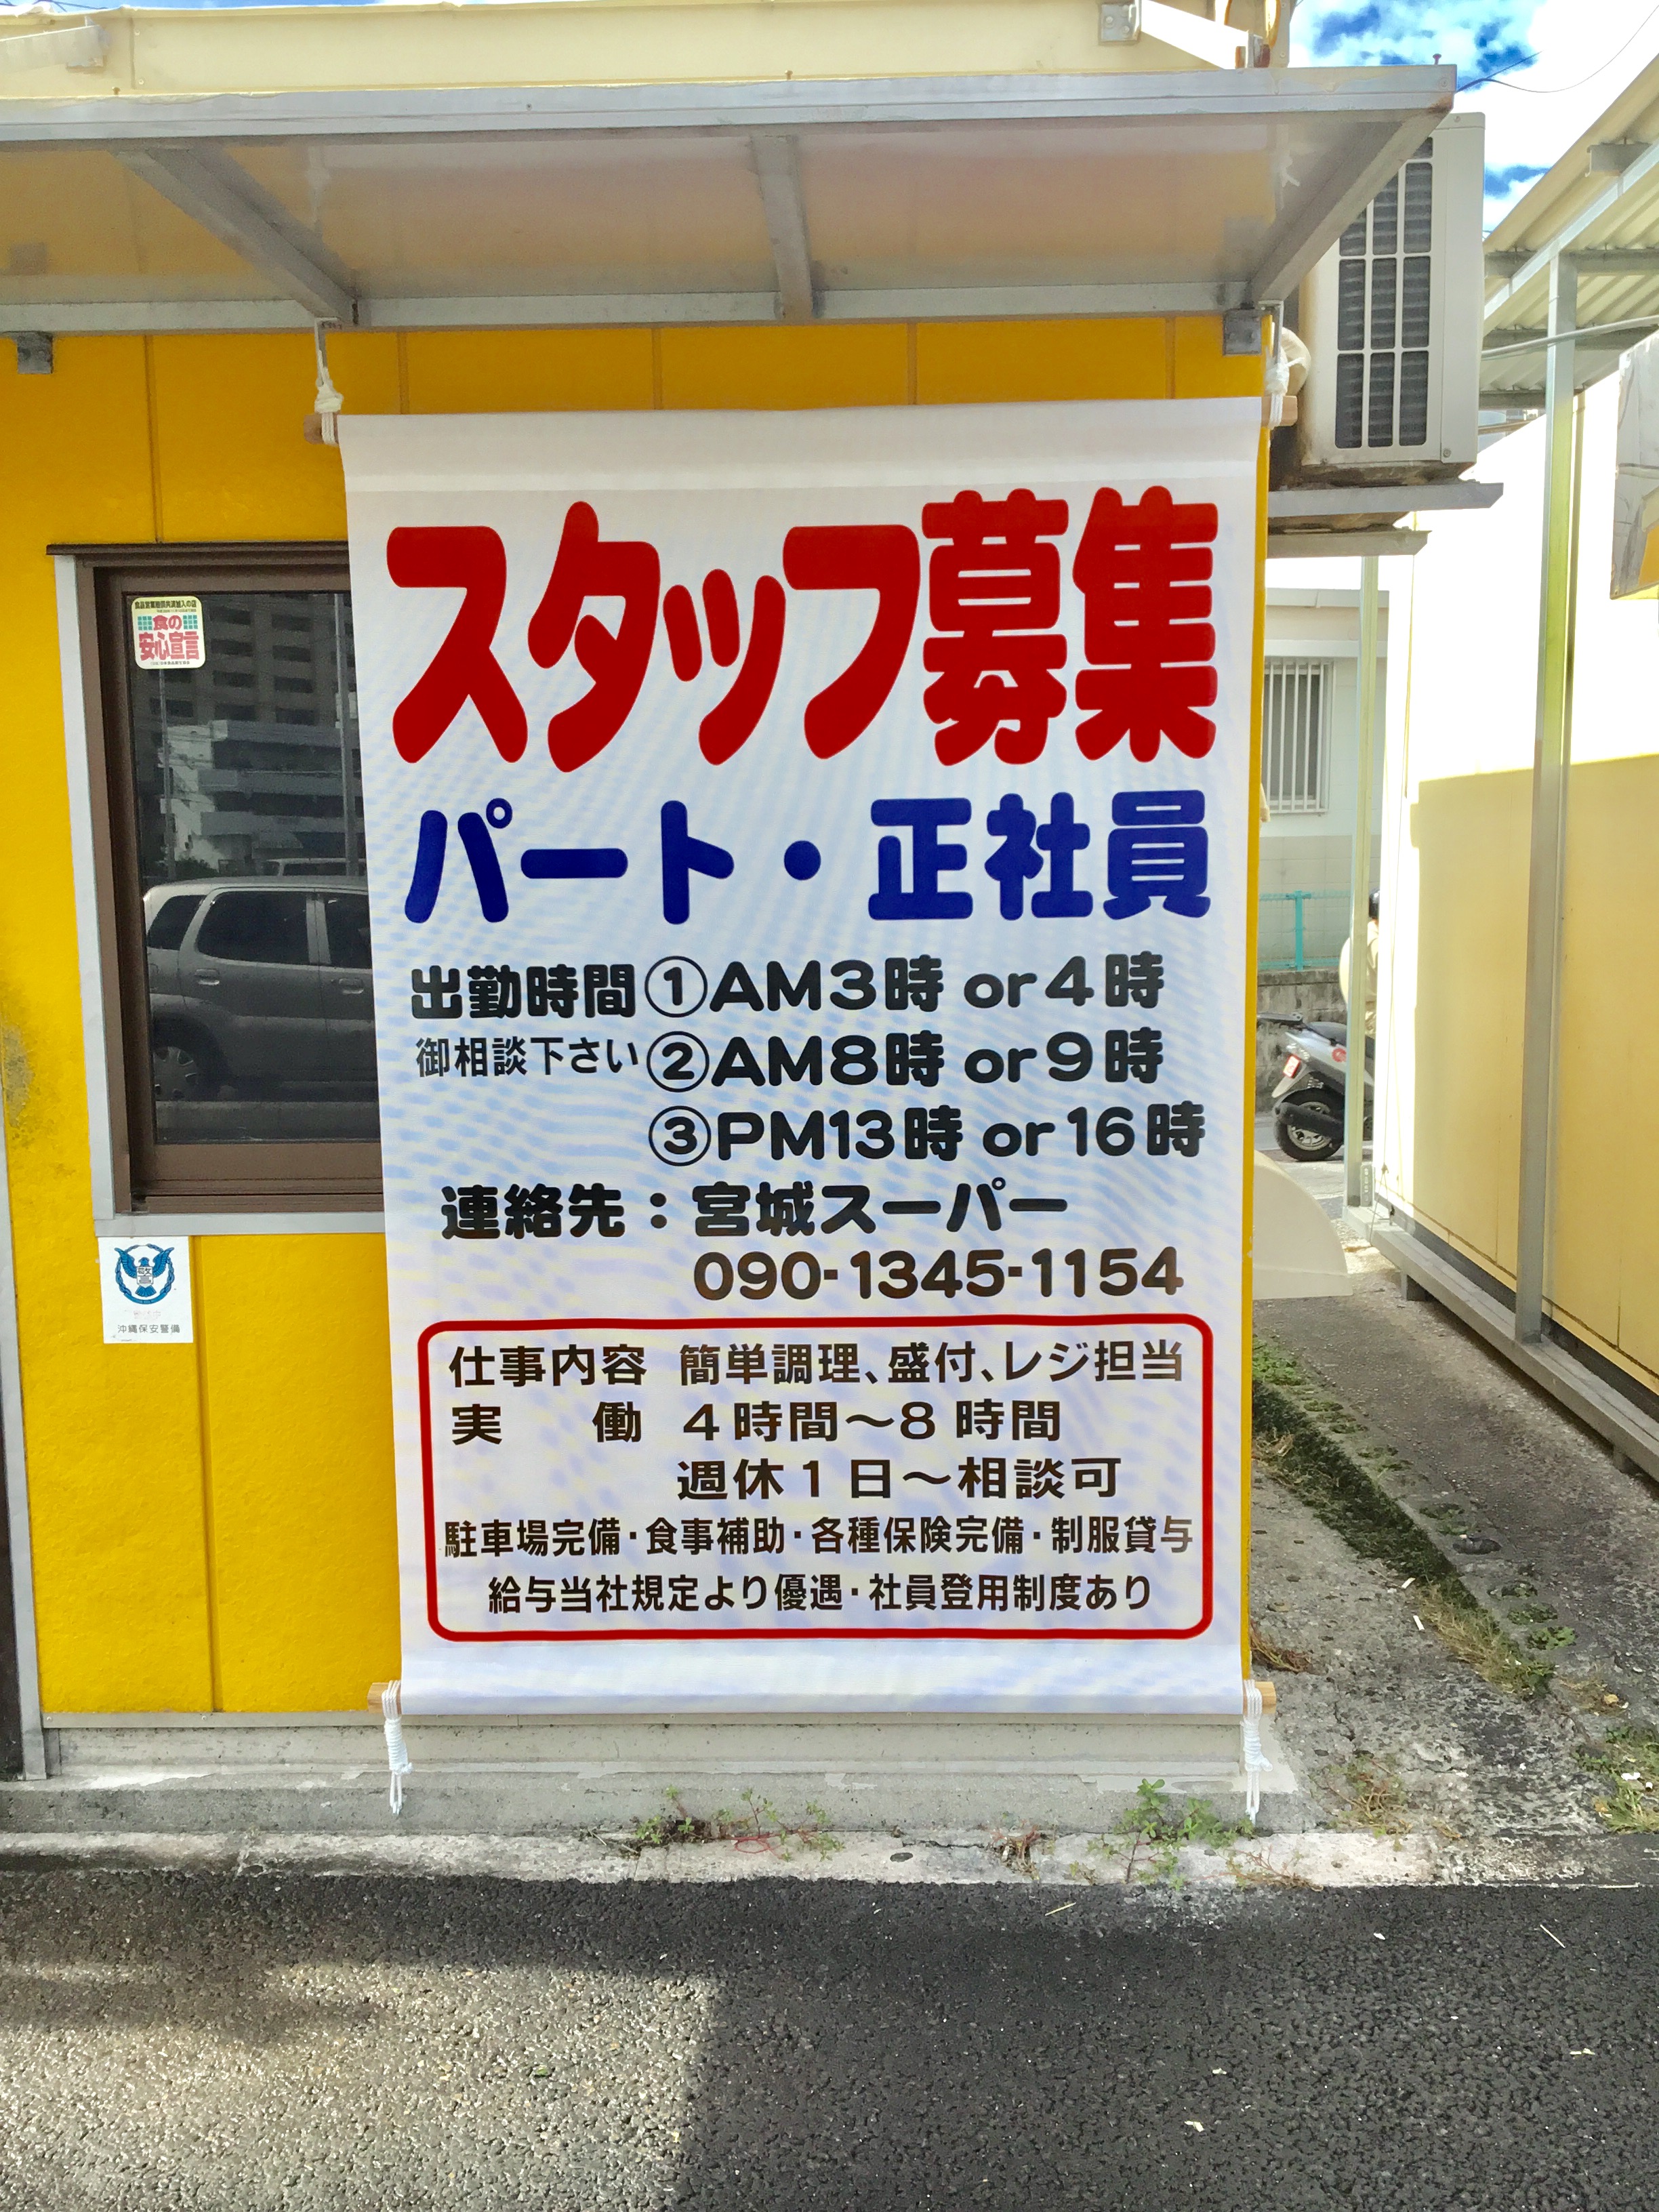 スタッフ募集
パート・正社員
出勤時間①AM3時 or 4時
御相談下さい②AM8時 or 9時
③PM13時 or 16時
連絡先：宮城スーパー
090-1345-1154
仕事内容 簡単調理、盛付、レジ担当
実 働 4時間〜8時間
週休1日〜相談可
駐車場完備・食事補助・各種保険完備・制服貸与
給与当社規定より優遇・社員登用制度あり
食の
安心宣言
沖縄保安警備